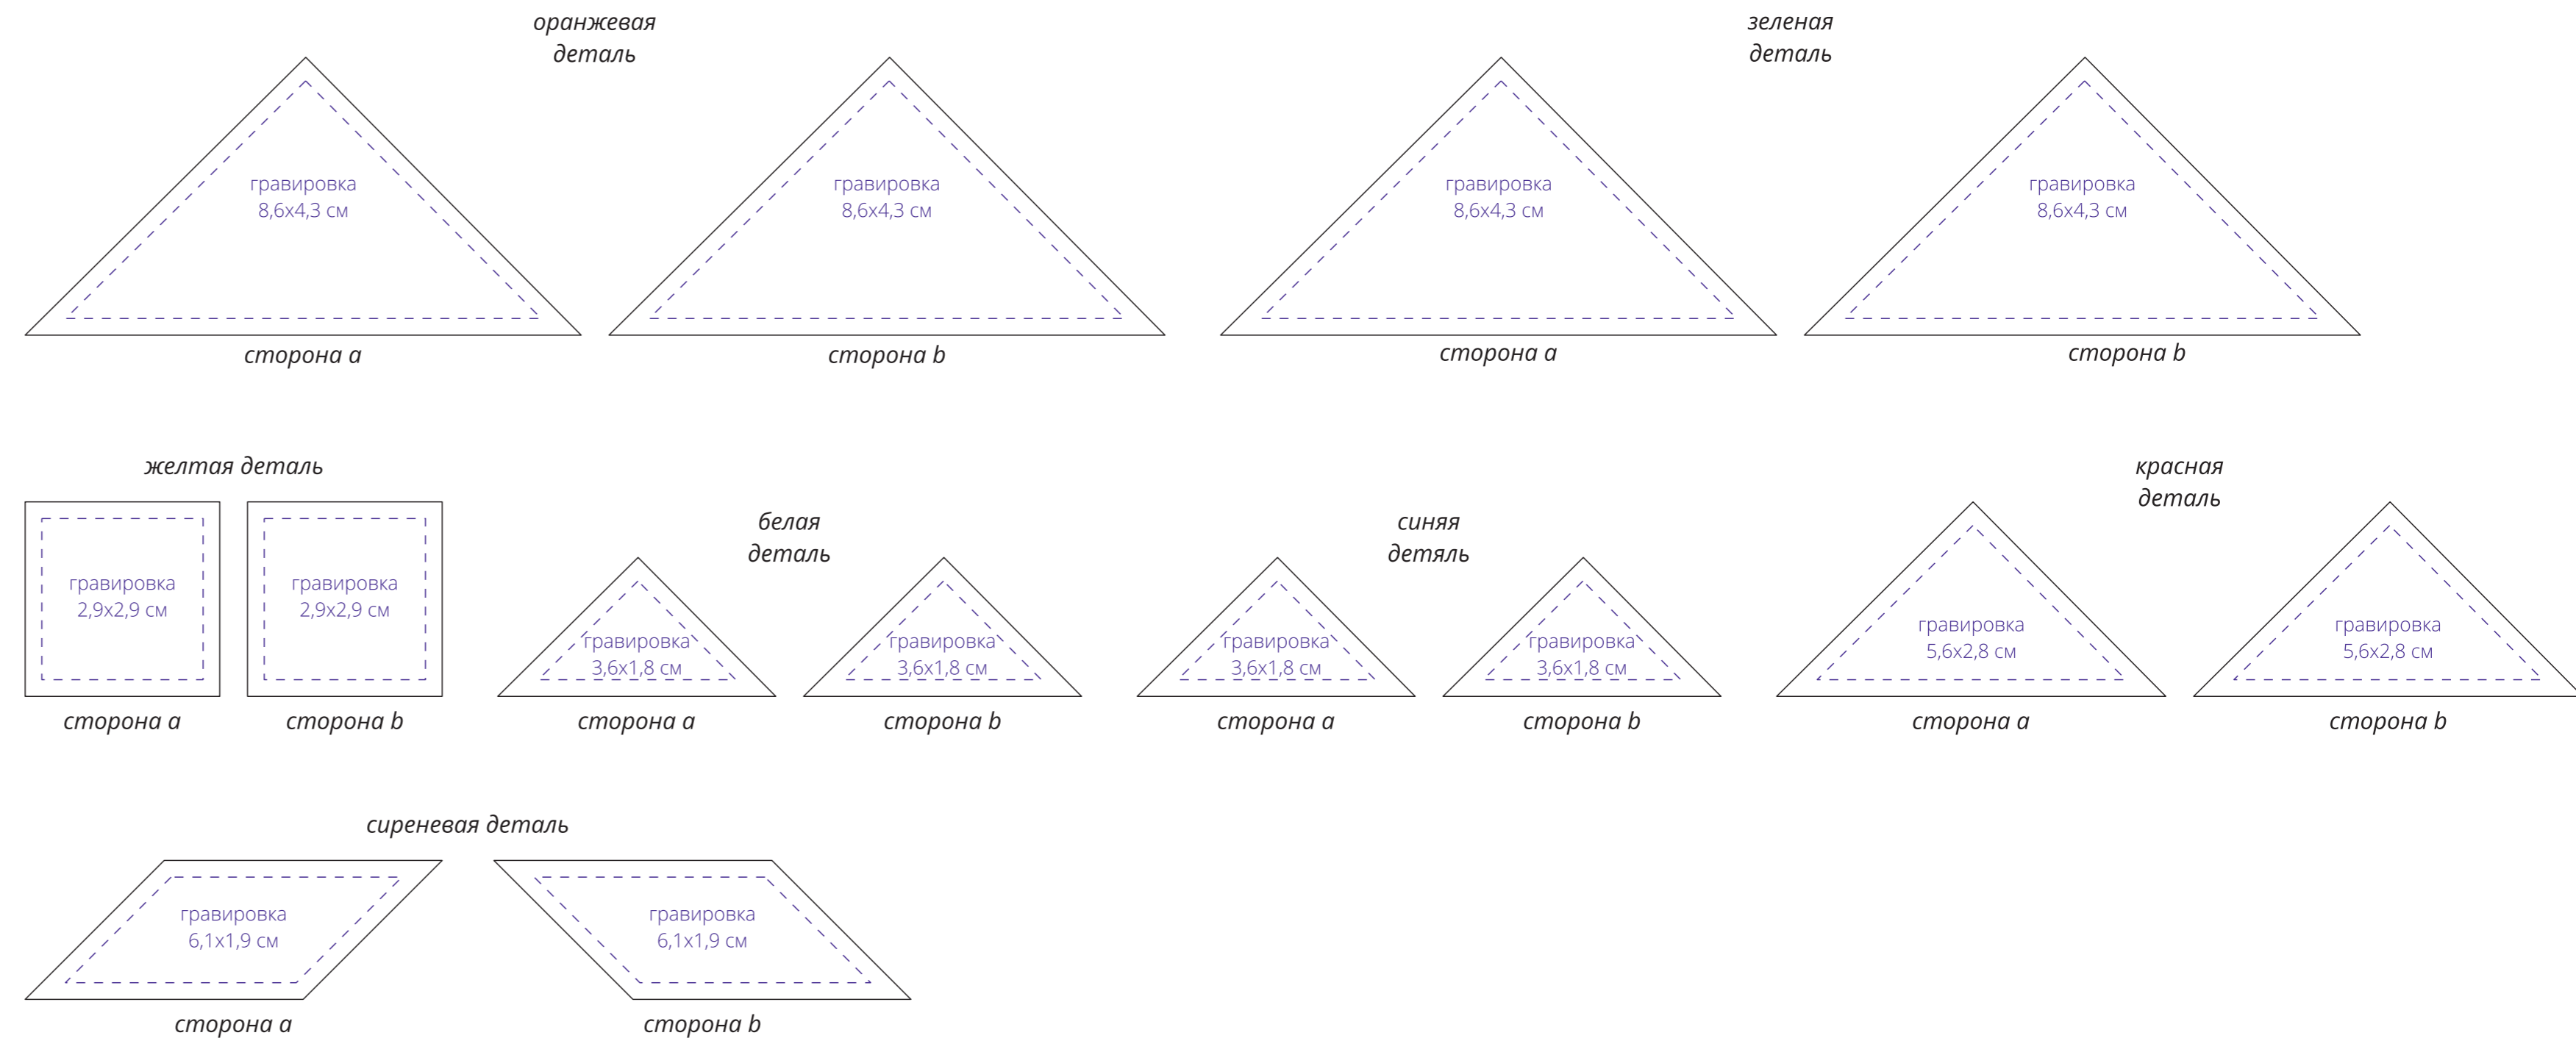 оранжевая
деталь
зеленая
деталь
гравировка
8,6х4,3 см
гравировка
8,6х4,3 см
гравировка
8,6х4,3 см
гравировка
8,6х4,3 см
сторона a
сторона b
сторона a
сторона b
желтая деталь
белая
деталь
синяя
детяль
красная
деталь
гравировка
2,9х2,9 см
гравировка
2,9х2,9 см
гравировка
3,6х1,8 см
гравировка
3,6х1,8 см
гравировка
3,6х1,8 см
гравировка
3,6х1,8 см
гравировка
5,6х2,8 см
гравировка
5,6х2,8 см
сторона a
сторона b
сторона a
сторона b
сторона a
сторона b
сторона a
сторона b
сиреневая деталь
гравировка
6,1х1,9 см
гравировка
6,1х1,9 см
сторона a
сторона b